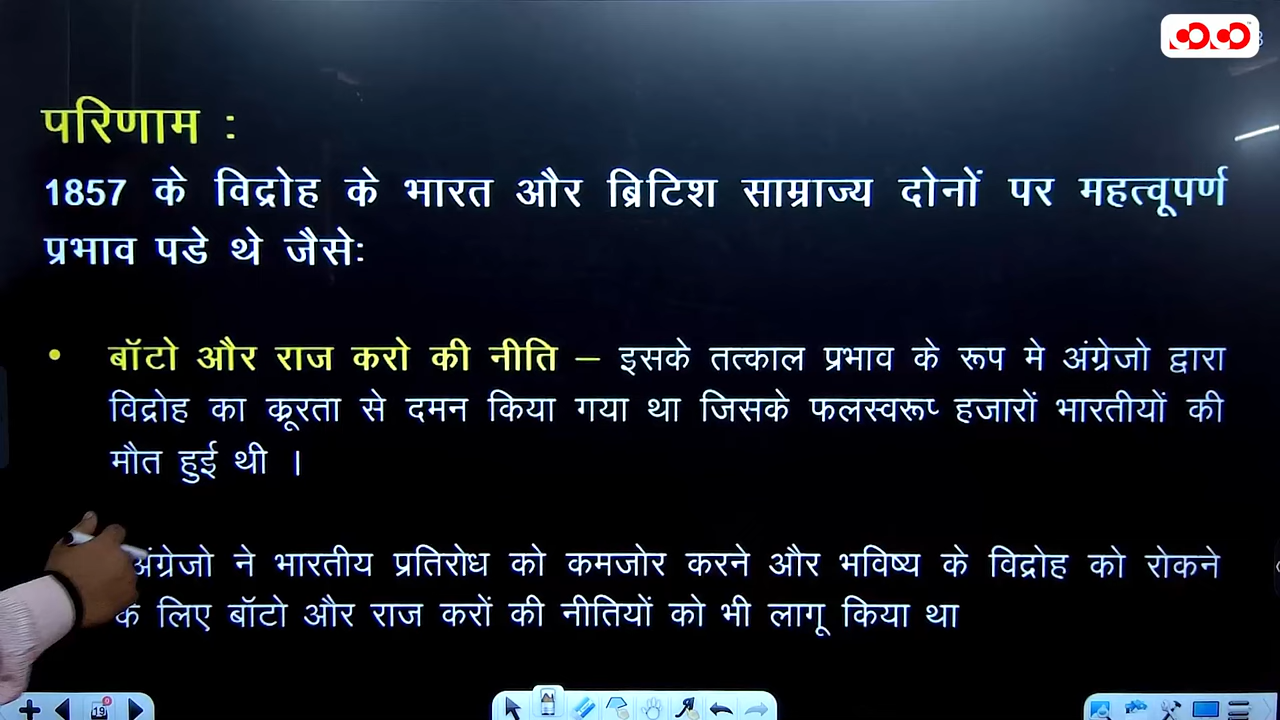 परिणाम :
1857 के विद्रोह के भारत और ब्रिटिश साम्राज्य दोनों पर महत्वूपर्ण
प्रभाव पडे थे जैसे:
• बॉटो और राज करो की नीति – इसके तत्काल प्रभाव के रूप मे अंग्रेजो द्वारा
विद्रोह का क्रूरता से दमन किया गया था जिसके फलस्वरूप हजारों भारतीयों की
मौत हुई थी ।
अंग्रेजो ने भारतीय प्रतिरोध को कमजोर करने और भविष्य के विद्रोह को रोकने
के लिए बॉटो और राज करों की नीतियों को भी लागू किया था
19